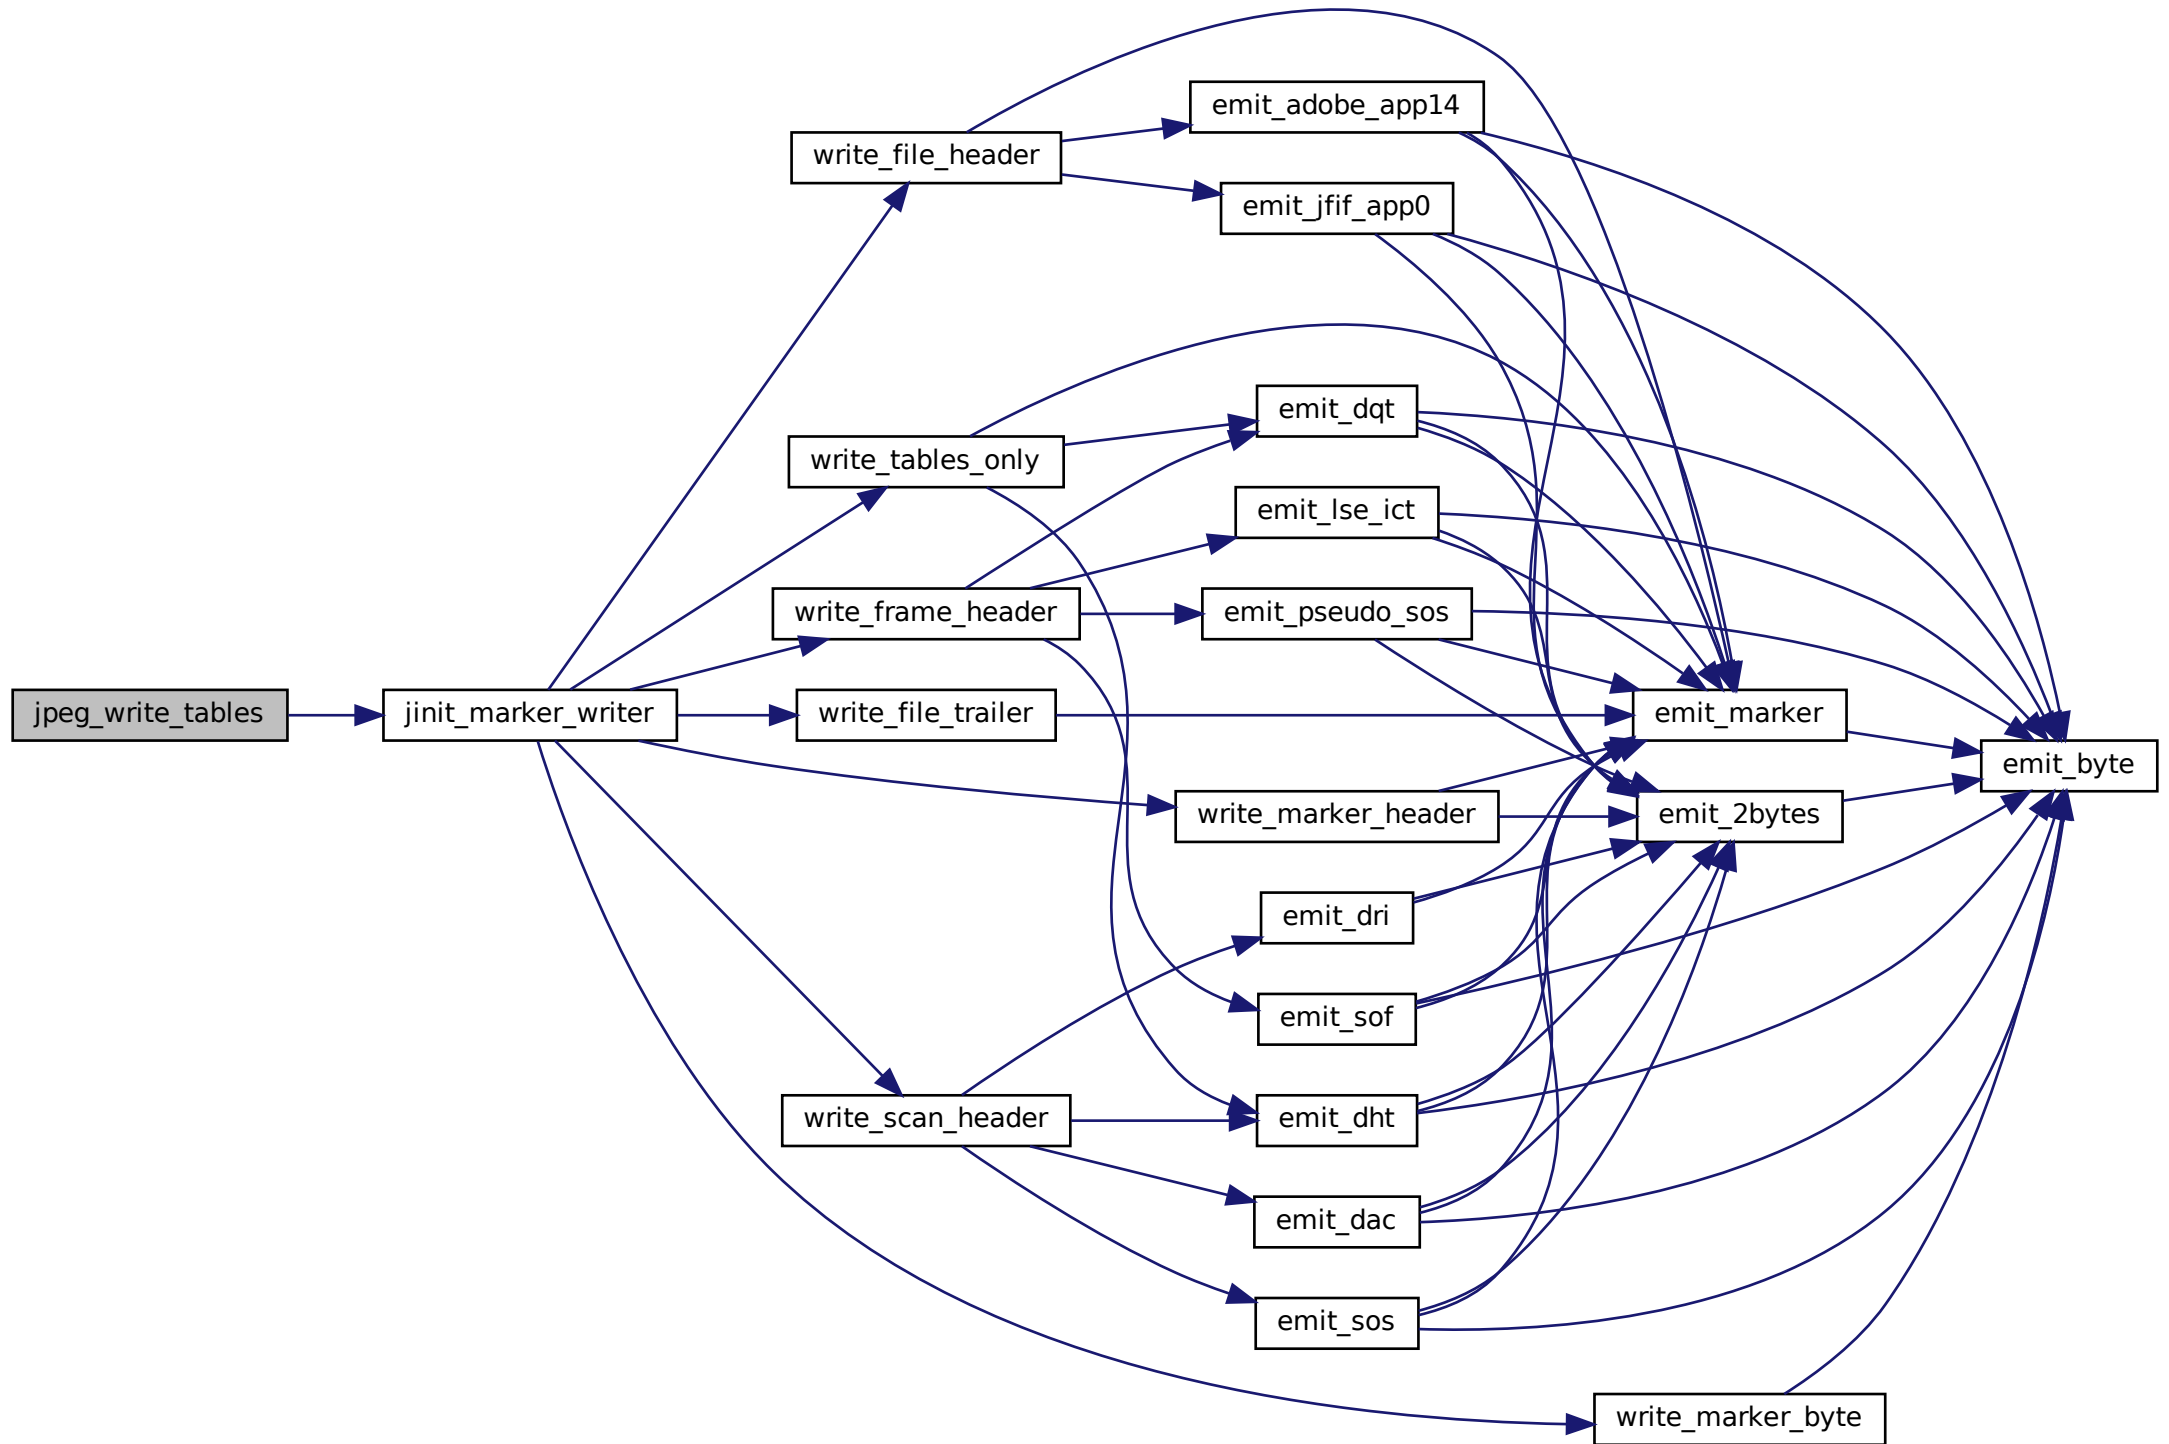 emit_adobe_app14
write_file_header
emit_jfif_app0
emit_dqt
write_tables_only
emit_lse_ict
write_frame_header
emit_pseudo_sos
jpeg_write_tables
jinit_marker_writer
write_file_trailer
emit_marker
emit_byte
write_marker_header
emit_2bytes
emit_dri
emit_sof
write_scan_header
emit_dht
emit_dac
emit_sos
write_marker_byte